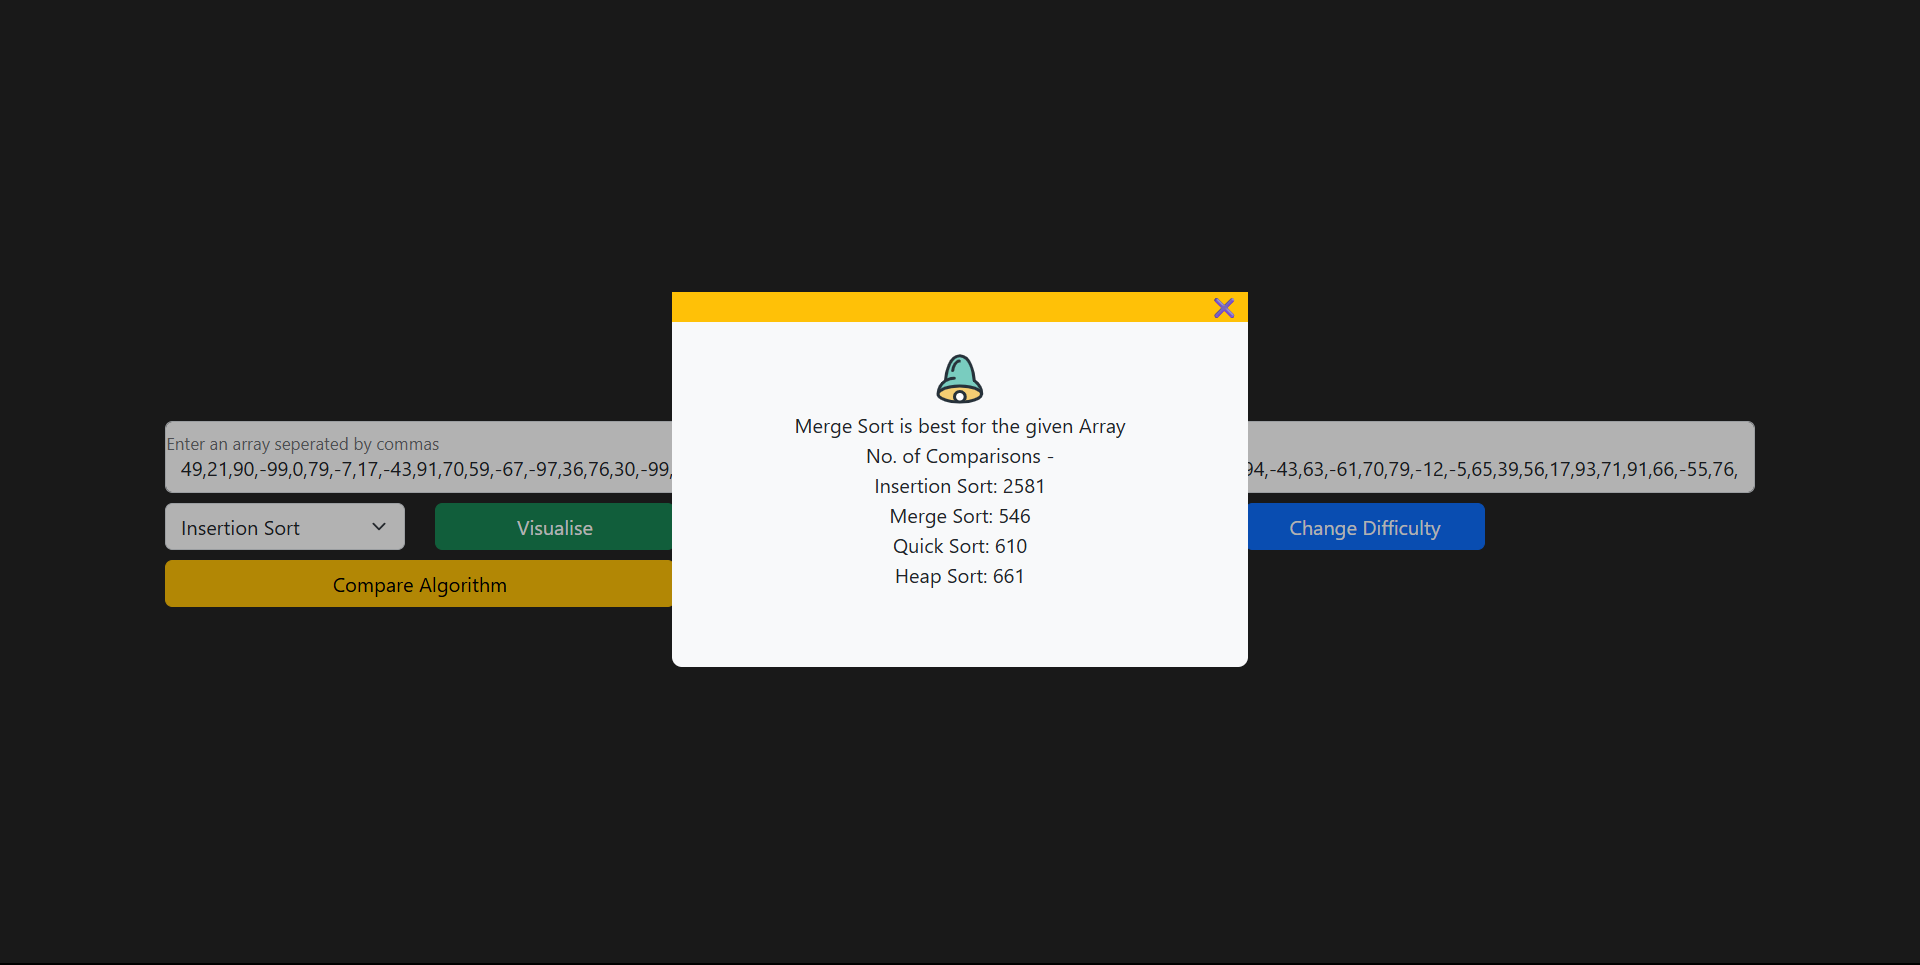 Merge Sort is best for the given Array
No. of Comparisons -
Insertion Sort: 2581
Merge Sort: 546
Quick Sort: 610
Heap Sort: 661
Enter an array seperated by commas
49,21,90,-99,0,79,-7,17,-43,91,70,59,-67,-97,36,76,30,-99, 94,-43,63,-61,70,79,-12,-5,65,39,56,17,93,71,91,66,-55,76,
Insertion Sort
Visualise
Change Difficulty
Compare Algorithm